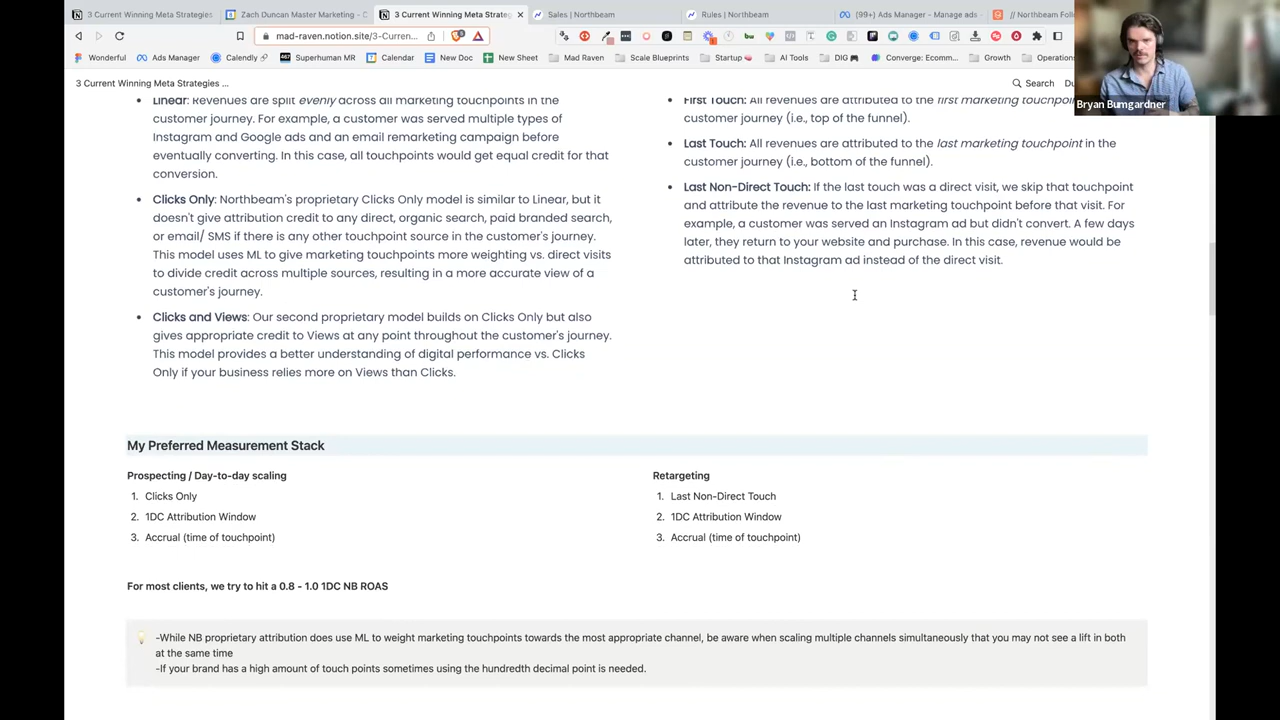 3 Current Winning Meta Strategies
Zach Duncan Master Marketing - C
3 Current Winning Meta Strateg
Sales | Northbeam
Rules | Northbeam
(99+) Ads Manager - Manage ads -
// Northbeam Foll
mad-raven.notion.site/3-Curren...
Wonderful
Ads Manager
Calendly
Superhuman MR
Calendar
New Doc
New Sheet
Mad Raven
Scale Blueprints
Startup
AI Tools
DIG
Converge: Ecomm...
Growth
Operations
Bryan Bumgardner
3 Current Winning Meta Strategies ...
Search
Du
Linear: Revenues are split evenly across all marketing touchpoints in the
customer journey. For example, a customer was served multiple types of
Instagram and Google ads and an email remarketing campaign before
eventually converting. In this case, all touchpoints would get equal credit for that
conversion.
Clicks Only: Northbeam's proprietary Clicks Only model is similar to Linear, but it
doesn't give attribution credit to any direct, organic search, paid branded search,
or email/ SMS if there is any other touchpoint source in the customer's journey.
This model uses ML to give marketing touchpoints more weighting vs. direct visits
to divide credit across multiple sources, resulting in a more accurate view of a
customer's journey.
Clicks and Views: Our second proprietary model builds on Clicks Only but also
gives appropriate credit to Views at any point throughout the customer's journey.
This model provides a better understanding of digital performance vs. Clicks
Only if your business relies more on Views than Clicks.
First Touch: All revenues are attributed to the first marketing touchpoin
customer journey (i.e., top of the funnel).
Last Touch: All revenues are attributed to the last marketing touchpoint in the
customer journey (i.e., bottom of the funnel).
Last Non-Direct Touch: If the last touch was a direct visit, we skip that touchpoint
and attribute the revenue to the last marketing touchpoint before that visit. For
example, a customer was served an Instagram ad but didn't convert. A few days
later, they return to your website and purchase. In this case, revenue would be
attributed to that Instagram ad instead of the direct visit.
My Preferred Measurement Stack
Prospecting / Day-to-day scaling
1. Clicks Only
2. 1DC Attribution Window
3. Accrual (time of touchpoint)
Retargeting
1. Last Non-Direct Touch
2. 1DC Attribution Window
3. Accrual (time of touchpoint)
For most clients, we try to hit a 0.8 - 1.0 1DC NB ROAS
-While NB proprietary attribution does use ML to weight marketing touchpoints towards the most appropriate channel, be aware when scaling multiple channels simultaneously that you may not see a lift in both
at the same time
-If your brand has a high amount of touch points sometimes using the hundredth decimal point is needed.